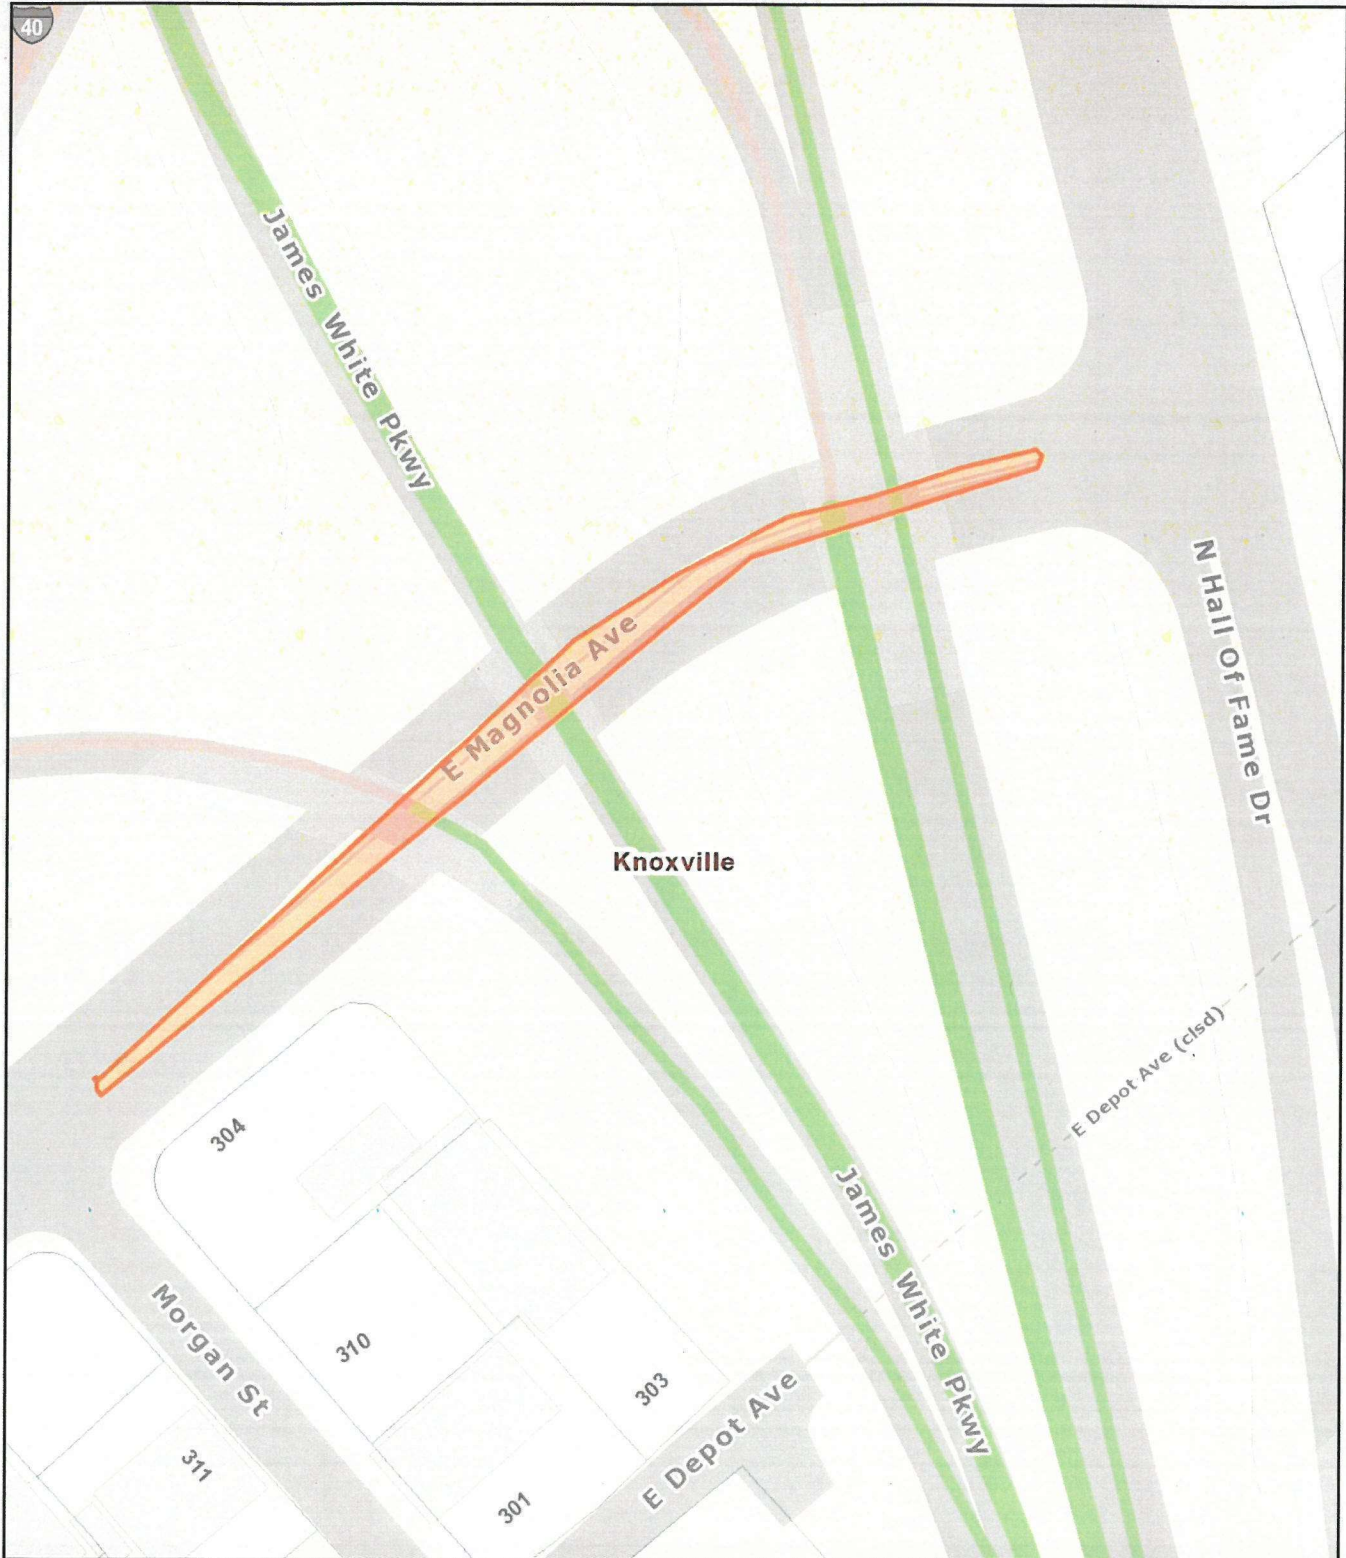 40
James White Pkwy
E Magnolia Ave
N Hall Of Fame Dr
Knoxville
E Depot Ave (clsd)
304
James White Pkwy
Morgan St
310
303
E Depot Ave
311
301